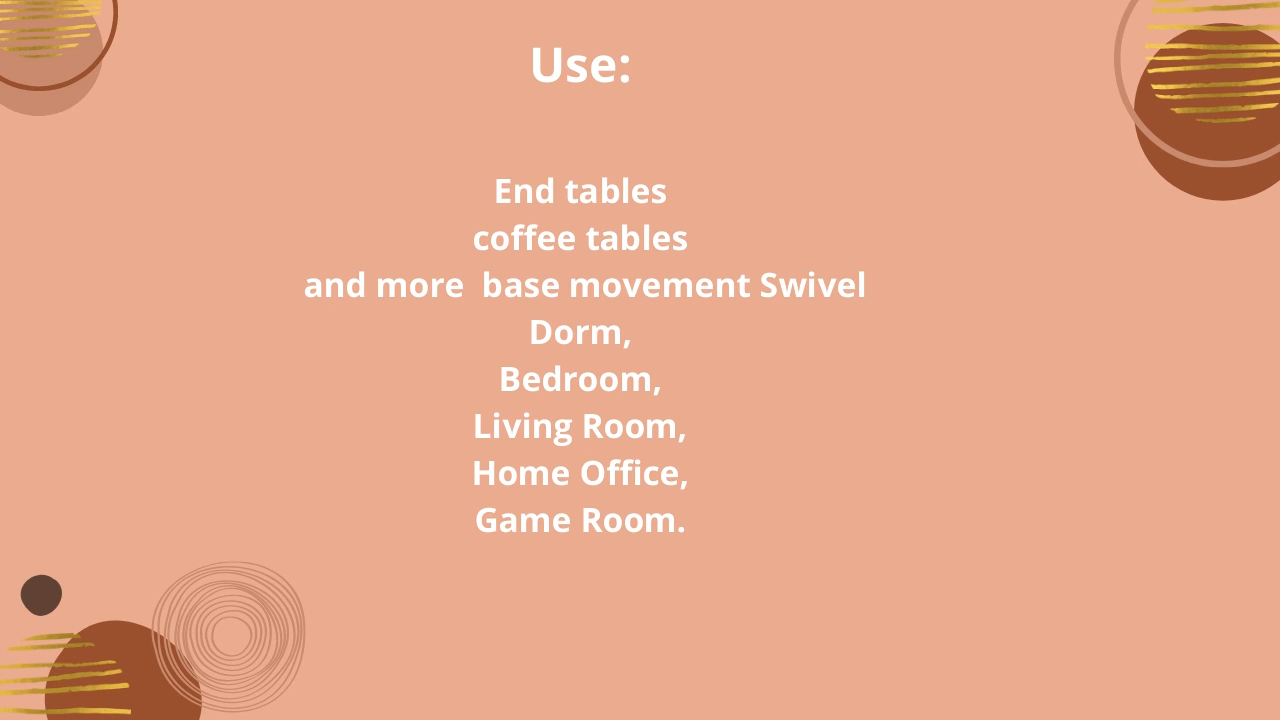 Use:
End tables
coffee tables
and more  base movement Swivel
Dorm,
Bedroom,
Living Room,
Home Office,
Game Room.